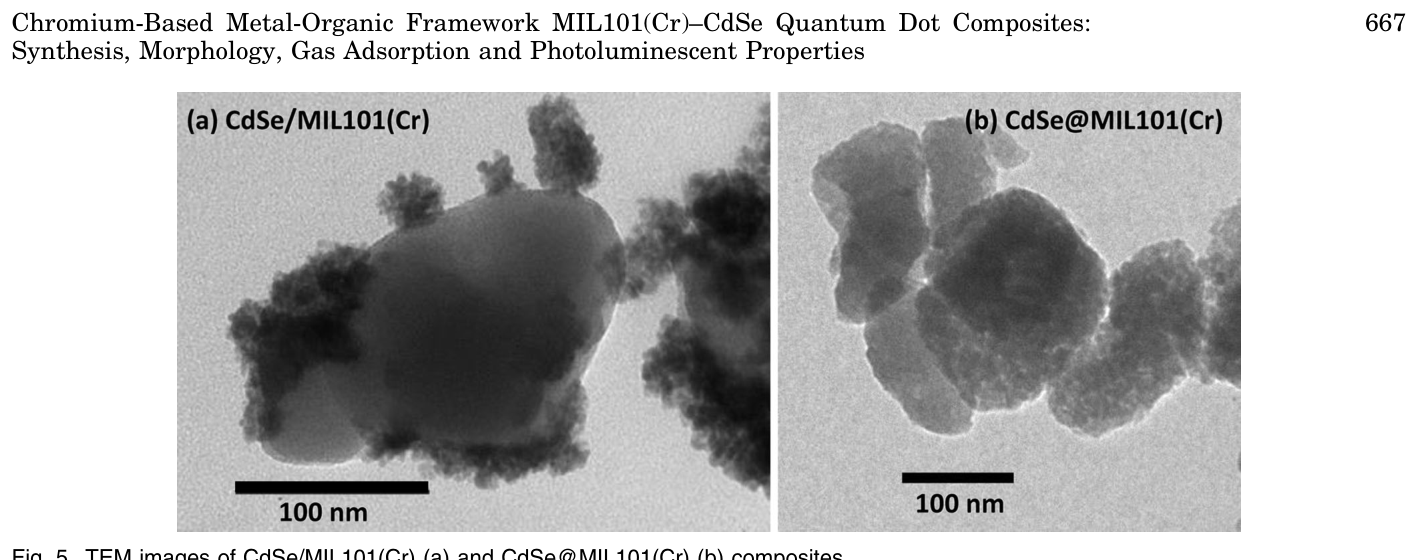 Chromium-Based Metal-Organic Framework MIL101(Cr)–CdSe Quantum Dot Composites: 667
Synthesis, Morphology, Gas Adsorption and Photoluminescent Properties
(a) CdSe/MIL101(Cr)
(b) CdSe@MIL101(Cr)
100 nm
100 nm
Fig. 5. TEM images of CdSe/MIL101(Cr) (a) and CdSe@MIL101(Cr) (b) composites.